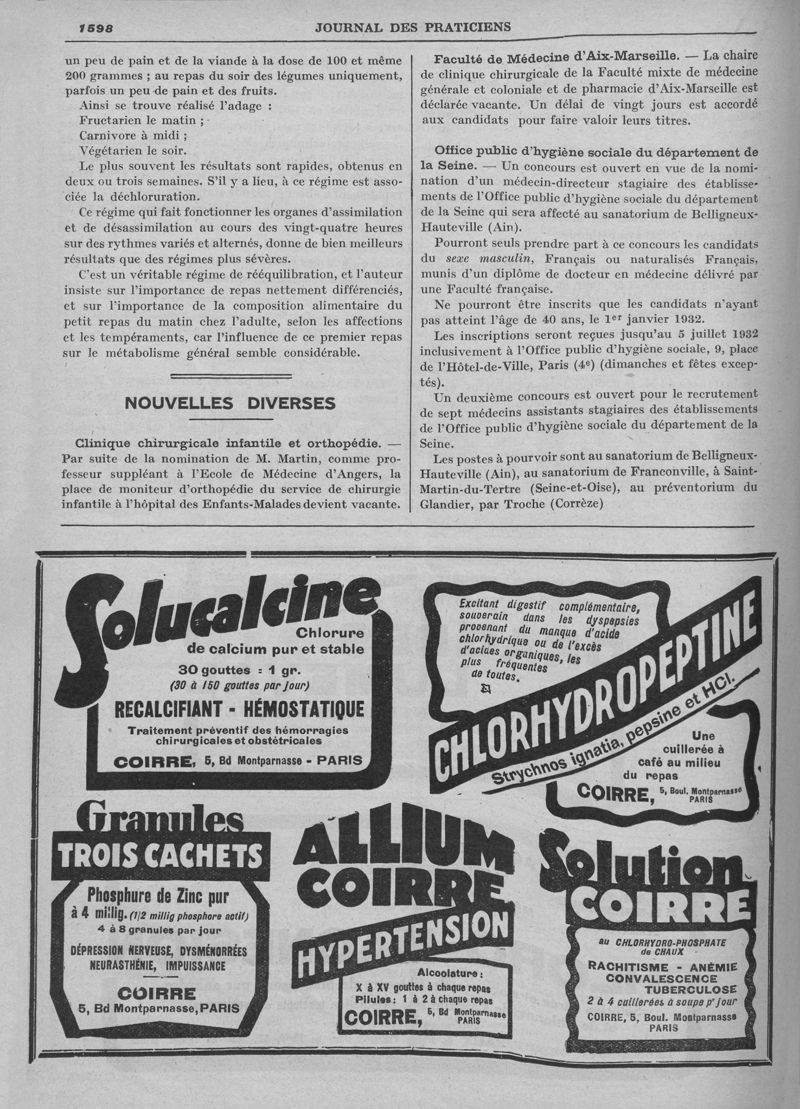 1598
JOURNAL DES PRATICIENS
un peu de pain et de la viande à la dose de 100 et même
200 grammes ; au repas du soir des légumes uniquement,
parfois un peu de pain et des fruits.
Ainsi se trouve réalisé l'adage :
Fructarien le matin ;
Carnivore à midi ;
Végétarien le soir.
Le plus souvent les résultats sont rapides, obtenus en
deux ou trois semaines. S'il y a lieu, à ce régime est asso-
ciée la déchloruration.
Ce régime qui fait fonctionner les organes d'assimilation
et de désassimilation au cours des vingt-quatre heures
sur des rythmes variés et alternés, donne de bien meilleurs
résultats que des régimes plus sévères.
C'est un véritable régime de rééquilibration, et l'auteur
insiste sur l'importance de repas nettement différenciés,
et sur l'importance de la composition alimentaire du
petit repas du matin chez l'adulte, selon les affections
et les tempéraments, car l'influence de ce premier repas
sur le métabolisme général semble considérable.
NOUVELLES DIVERSES
Clinique chirurgicale infantile et orthopédie. —
Par suite de la nomination de M. Martin, comme pro-
fesseur suppléant à l'Ecole de Médecine d'Angers, la
place de moniteur d'orthopédie du service de chirurgie
infantile à l'hôpital des Enfants-Malades devient vacante.
Faculté de Médecine d'Aix-Marseille. — La chaire
de clinique chirurgicale de la Faculté mixte de médecine
générale et coloniale et de pharmacie d'Aix-Marseille est
déclarée vacante. Un délai de vingt jours est accordé
aux candidats pour faire valoir leurs titres.
Office public d'hygiène sociale du département de
la Seine. — Un concours est ouvert en vue de la nomi-
nation d'un médecin-directeur stagiaire des établisse-
ments de l'Office public d'hygiène sociale du département
de la Seine qui sera affecté au sanatorium de Belligneux-
Hauteville (Ain).
Pourront seuls prendre part à ce concours les candidats
du sexe masculin, Français ou naturalisés Français,
munis d'un diplôme de docteur en médecine délivré par
une Faculté française.
Ne pourront être inscrits que les candidats n'ayant
pas atteint l'âge de 40 ans, le 1er janvier 1932.
Les inscriptions seront reçues jusqu'au 5 juillet 1932
inclusivement à l'Office public d'hygiène sociale, 9, place
de l'Hôtel-de-Ville, Paris (4e) (dimanches et fêtes excep-
tés).
Un deuxième concours est ouvert pour le recrutement
de sept médecins assistants stagiaires des établissements
de l'Office public d'hygiène sociale du département de la
Seine.
Les postes à pourvoir sont au sanatorium de Belligneux-
Hauteville (Ain), au sanatorium de Franconville, à Saint-
Martin-du-Tertre (Seine-et-Oise), au préventorium du
Glandier, par Troche (Corrèze)
Solucalcine
Chlorure
de calcium pur et stable
30 gouttes = 1 gr.
(30 à 150 gouttes par jour)
RECALCIFIANT - HÉMOSTATIQUE
Traitement préventif des hémorragies
chirurgicales et obstétricales
COIRRE, 5, Bd Montparnasse - PARIS
Excitant digestif complémentaire,
souverain dans les dyspepsies
provenant du manque d'acide
chlorhydrique ou de l'excès
d'acides organiques, les
plus fréquentes
de toutes.
CHLORHYDROPEPTINE
Strychnos ignatia, pepsine et HCl.
Une
cuillerée à
café au milieu
du repas
COIRRE, 5, Boul. Montparnasse
PARIS
Granules
TROIS CACHETS
Phosphure de Zinc pur
à 4 millig. (1/2 millig phosphore actif)
4 à 8 granules par jour
DÉPRESSION NERVEUSE, DYSMÉNORRÉES
NEURASTHÉNIE, IMPUISSANCE
COIRRE
5, Bd Montparnasse, PARIS
ALLIUM
COIRRE
HYPERTENSION
Alcoolature :
X à XV gouttes à chaque repas
Pilules : 1 à 2 à chaque repas
COIRRE, 5, Bd Montparnasse
PARIS
Solution
COIRRE
au CHLORHYDRO-PHOSPHATE
de CHAUX
RACHITISME - ANÉMIE
CONVALESCENCE
TUBERCULOSE
2 à 4 cuillerées à soupe pr jour
COIRRE, 5, Boul. Montparnasse
PARIS